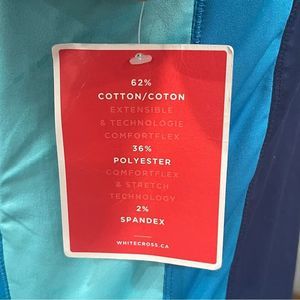 62%
COTTON/COTON
EXTENSIBLE
& TECHNOLOGIE
COMFORTFLEX
36%
POLYESTER
COMFORTFLEX
& STRETCH
TECHNOLOGY
2%
SPANDEX
WHITECROSS.CA